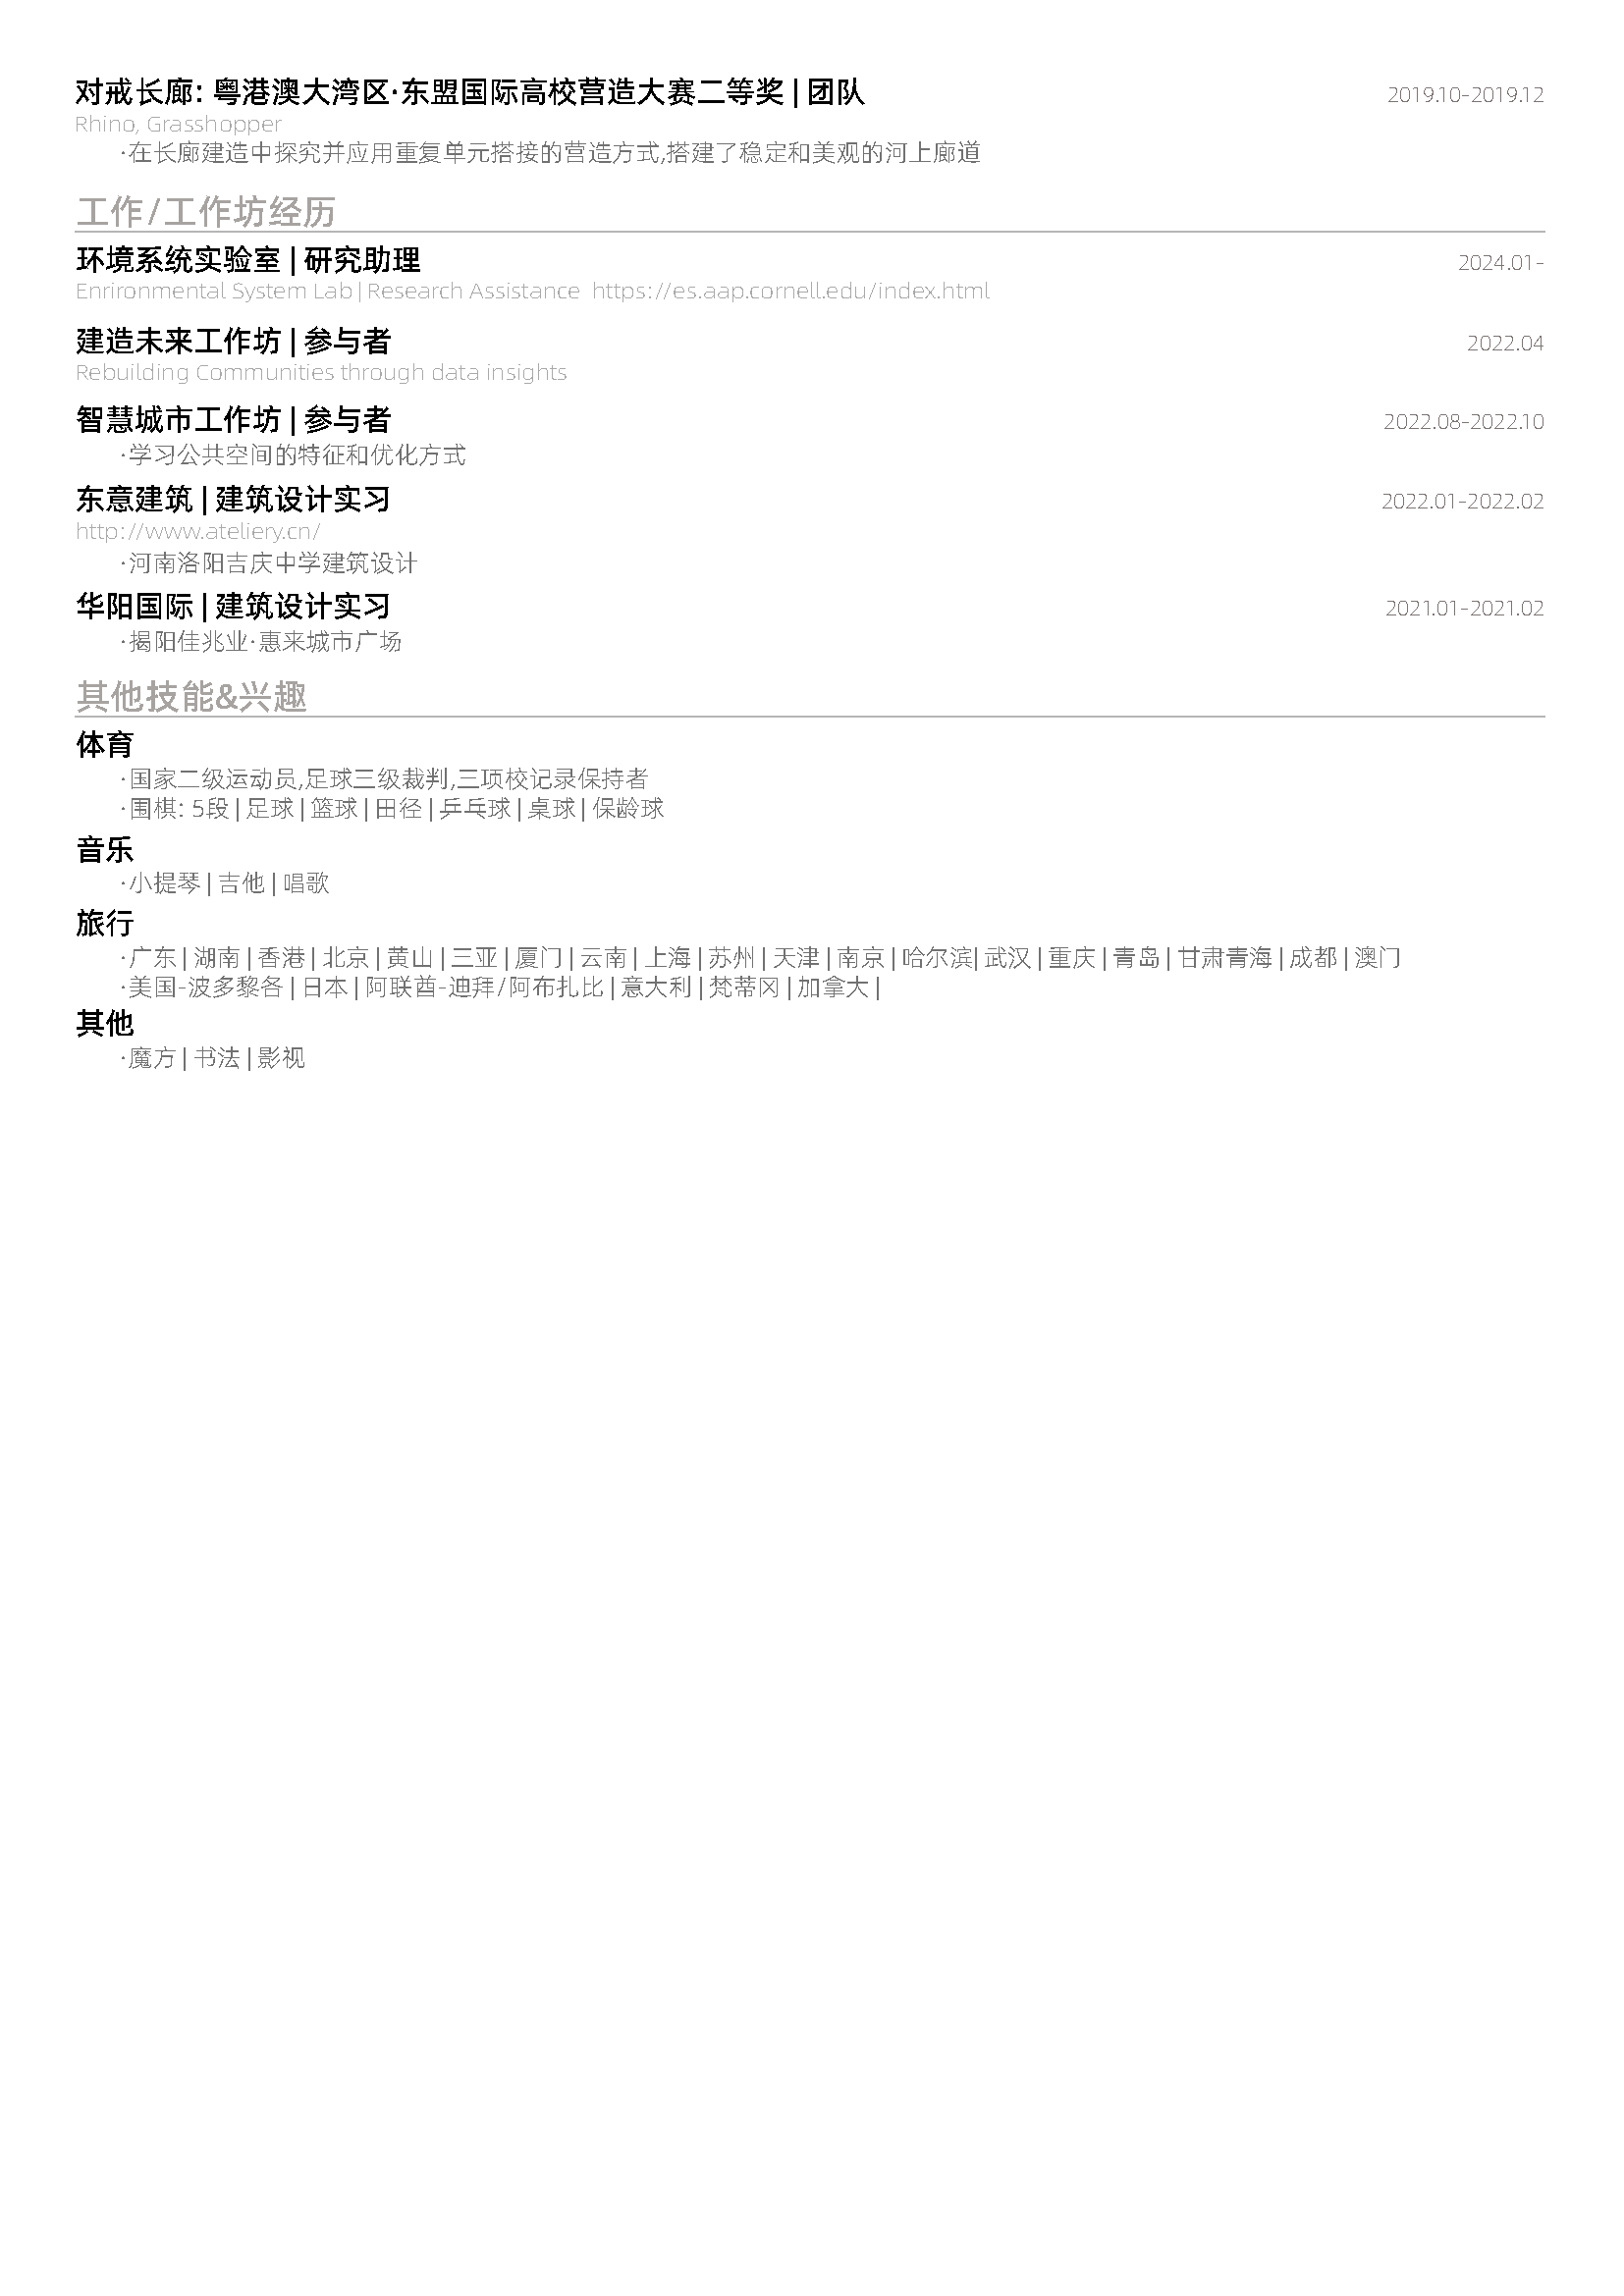 对戒长廊: 粤港澳大湾区·东盟国际高校营造大赛二等奖 | 团队 2019.10-2019.12
Rhino, Grasshopper
·在长廊建造中探究并应用重复单元搭接的营造方式,搭建了稳定和美观的河上廊道
工作/工作坊经历
环境系统实验室 | 研究助理 2024.01-
Enrironmental System Lab | Research Assistance https://es.aap.cornell.edu/index.html
建造未来工作坊 | 参与者 2022.04
Rebuilding Communities through data insights
智慧城市工作坊 | 参与者 2022.08-2022.10
·学习公共空间的特征和优化方式
东意建筑 | 建筑设计实习 2022.01-2022.02
http://www.ateliery.cn/
·河南洛阳吉庆中学建筑设计
华阳国际 | 建筑设计实习 2021.01-2021.02
·揭阳佳兆业·惠来城市广场
其他技能&兴趣
体育
·国家二级运动员,足球三级裁判,三项校记录保持者
·围棋: 5段 | 足球 | 篮球 | 田径 | 乒乓球 | 桌球 | 保龄球
音乐
·小提琴 | 吉他 | 唱歌
旅行
·广东 | 湖南 | 香港 | 北京 | 黄山 | 三亚 | 厦门 | 云南 | 上海 | 苏州 | 天津 | 南京 | 哈尔滨| 武汉 | 重庆 | 青岛 | 甘肃青海 | 成都 | 澳门
·美国-波多黎各 | 日本 | 阿联酋-迪拜/阿布扎比 | 意大利 | 梵蒂冈 | 加拿大 |
其他
·魔方 | 书法 | 影视